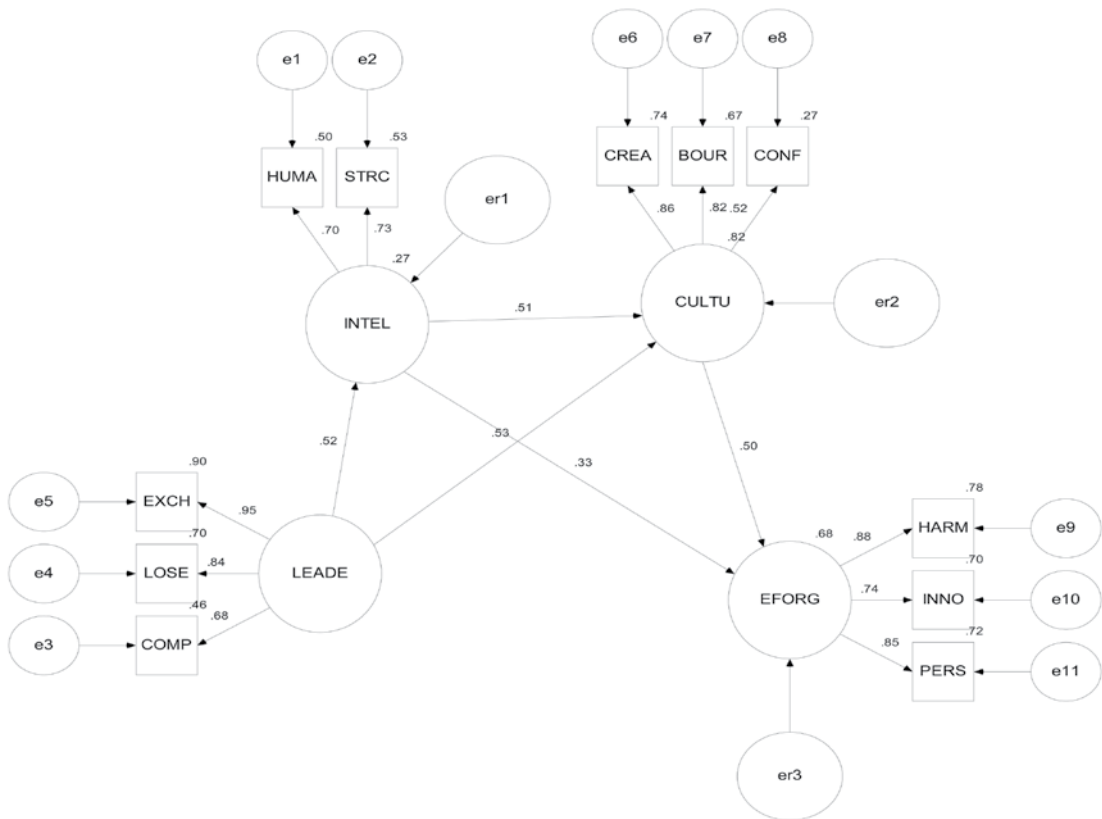 e1
e2
e6
e7
e8
.50
.53
.74
.67
.27
HUMA
STRC
CREA
BOUR
CONF
er1
.70
.73
.27
.86
.82
.52
.82
INTEL
CULTU
er2
.51
.52
.53
.33
.50
.90
e5
EXCH
.95
.70
e4
LOSE
.84
.46
e3
COMP
.68
LEADE
.78
.68
.88
HARM
e9
.70
EFORG
.74
INNO
e10
.72
.85
PERS
e11
er3